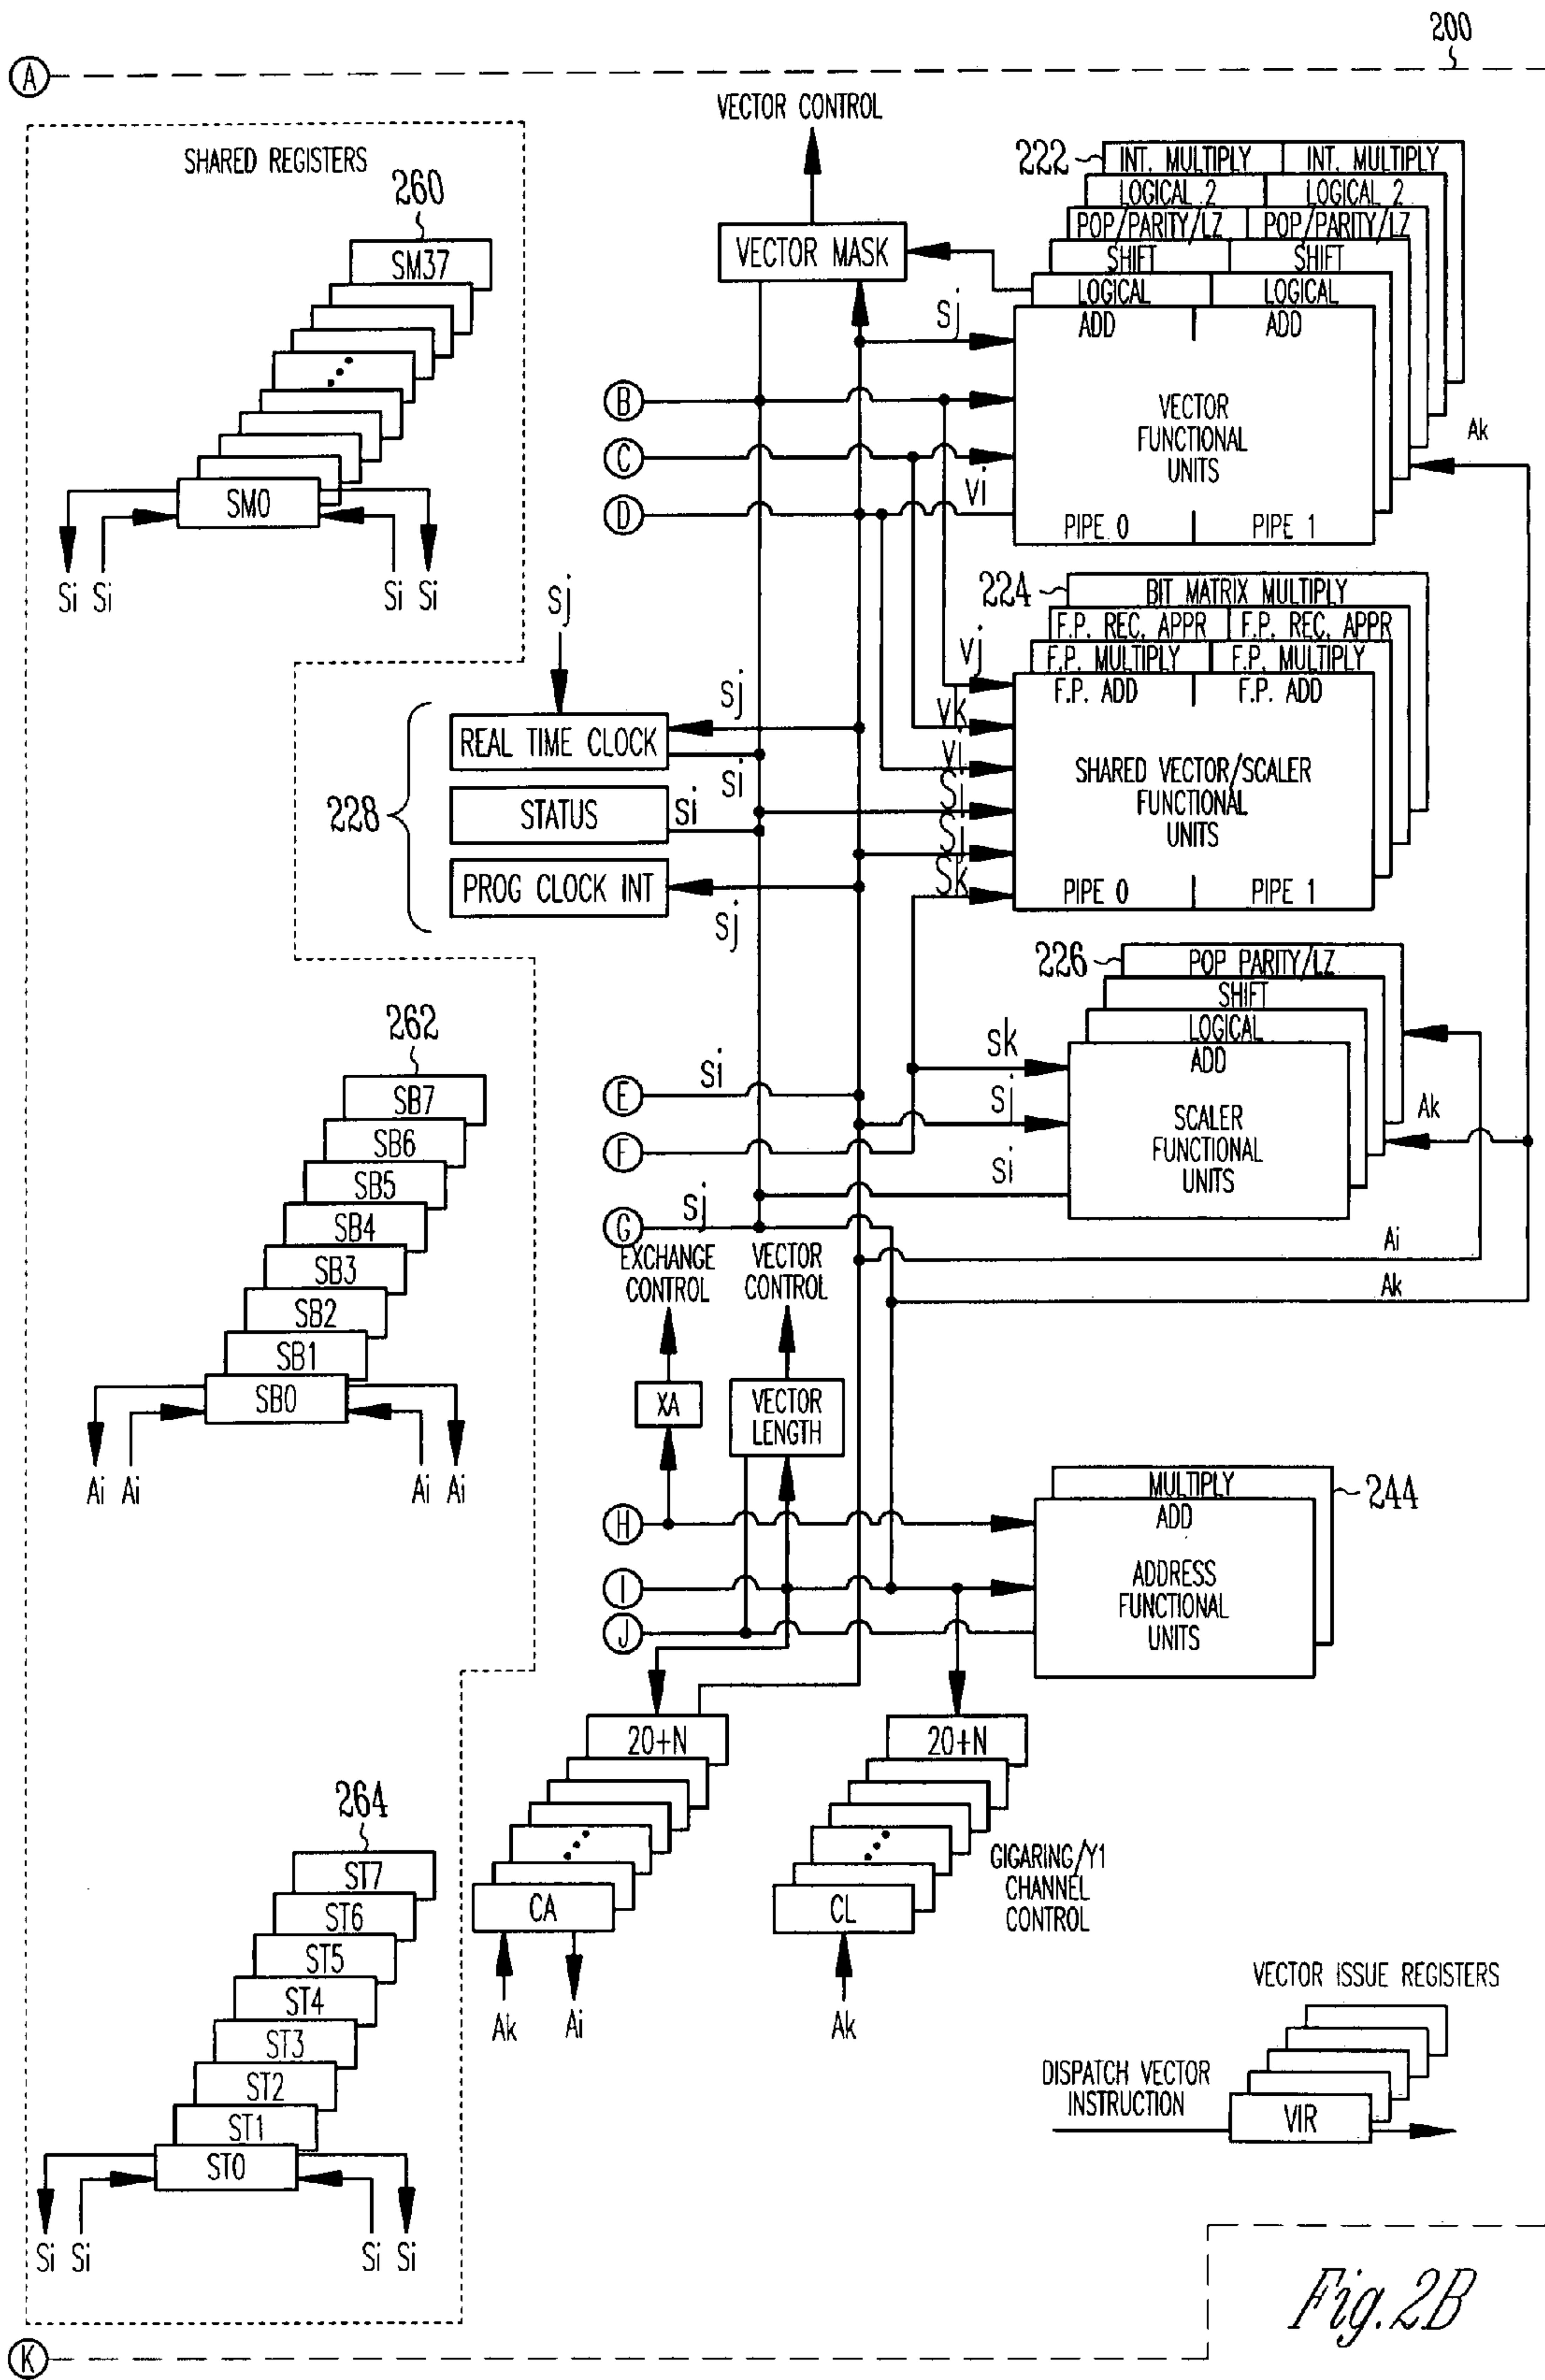 200
A
VECTOR CONTROL
SHARED REGISTERS
260
SM37
SM0
Si Si
Si Si
VECTOR MASK
222
INT. MULTIPLY INT. MULTIPLY
LOGICAL 2 LOGICAL 2
POP/PARITY/LZ POP/PARITY/LZ
SHIFT SHIFT
LOGICAL LOGICAL
ADD ADD
Sj
B
C
D
Vi
VECTOR
FUNCTIONAL
UNITS
PIPE 0 PIPE 1
Ak
224
BIT MATRIX MULTIPLY
F.P. REC. APPR F.P. REC. APPR
F.P. MULTIPLY F.P. MULTIPLY
F.P. ADD F.P. ADD
Vj
Vk
Sk
SHARED VECTOR/SCALER
FUNCTIONAL
UNITS
PIPE 0 PIPE 1
228
Sj
REAL TIME CLOCK
Sj
Si
STATUS
Si
PROG CLOCK INT
Sj
226
POP PARITY/LZ
SHIFT
LOGICAL
ADD
SCALER
FUNCTIONAL
UNITS
Sk
Sj
Si
Ak
Ai
Ak
262
SB7
SB6
SB5
SB4
SB3
SB2
SB1
SB0
Ai Ai
Ai Ai
E
Si
F
G
Sj
EXCHANGE
CONTROL
VECTOR
CONTROL
XA
VECTOR
LENGTH
H
I
J
MULTIPLY
ADD
244
ADDRESS
FUNCTIONAL
UNITS
20+N
CA
Ak
Ai
20+N
CL
Ak
GIGARING/Y1
CHANNEL
CONTROL
264
ST7
ST6
ST5
ST4
ST3
ST2
ST1
ST0
Si Si
Si Si
VECTOR ISSUE REGISTERS
DISPATCH VECTOR
INSTRUCTION
VIR
Fig.2B
K